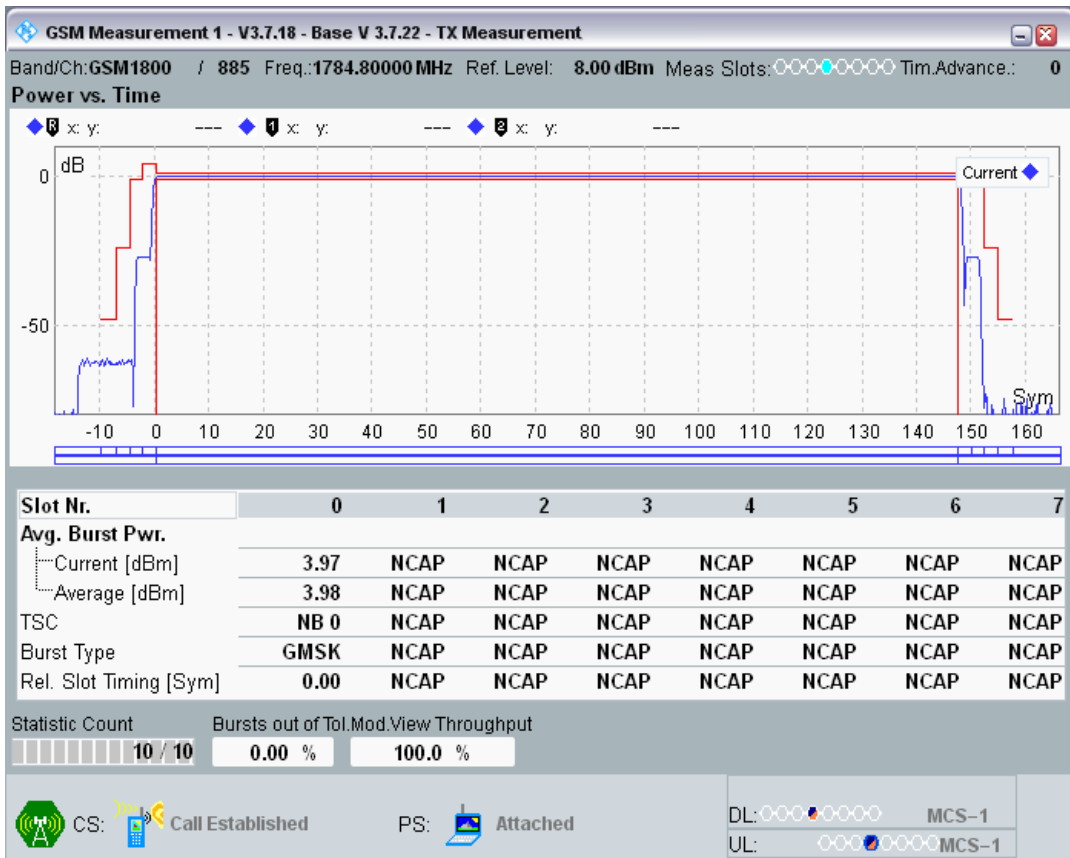 GSM Measurement 1 - V3.7.18 - Base V 3.7.22 - TX Measurement
Band/Ch:GSM1800 / 885 Freq.:1784.80000 MHz Ref. Level: 8.00 dBm Meas Slots: Tim.Advance.: 0
Power vs. Time
R x: y: --- 1 x: y: --- 2 x: y: ---
dB
Current
0
-50
Sym
-10 0 10 20 30 40 50 60 70 80 90 100 110 120 130 140 150 160
Slot Nr. 0 1 2 3 4 5 6 7
Avg. Burst Pwr.
Current [dBm] 3.97 NCAP NCAP NCAP NCAP NCAP NCAP NCAP
Average [dBm] 3.98 NCAP NCAP NCAP NCAP NCAP NCAP NCAP
TSC NB 0 NCAP NCAP NCAP NCAP NCAP NCAP NCAP
Burst Type GMSK NCAP NCAP NCAP NCAP NCAP NCAP NCAP
Rel. Slot Timing [Sym] 0.00 NCAP NCAP NCAP NCAP NCAP NCAP NCAP
Statistic Count Bursts out of Tol.Mod.View Throughput
10 / 10 0.00 % 100.0 %
CS: Call Established PS: Attached
DL: MCS-1
UL: MCS-1